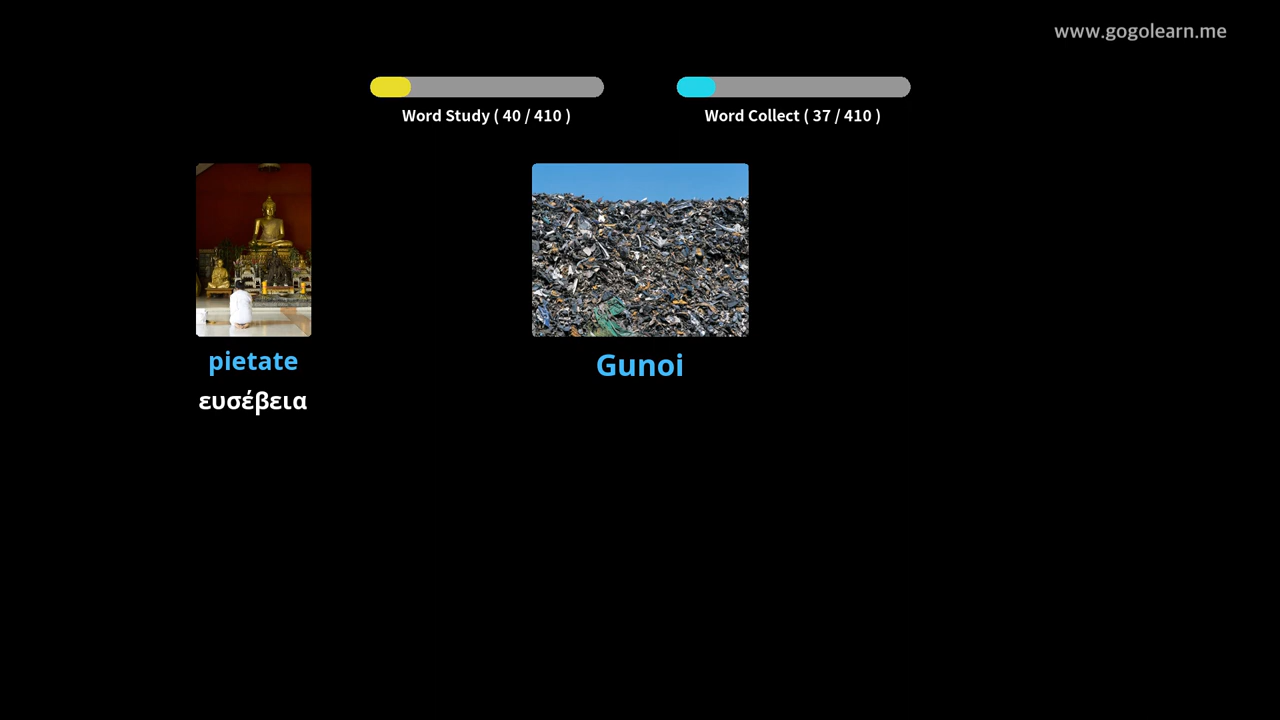 www.gogolearn.me
Word Study ( 40 / 410 )
Word Collect ( 37 / 410 )
pietate
ευσέβεια
Gunoi